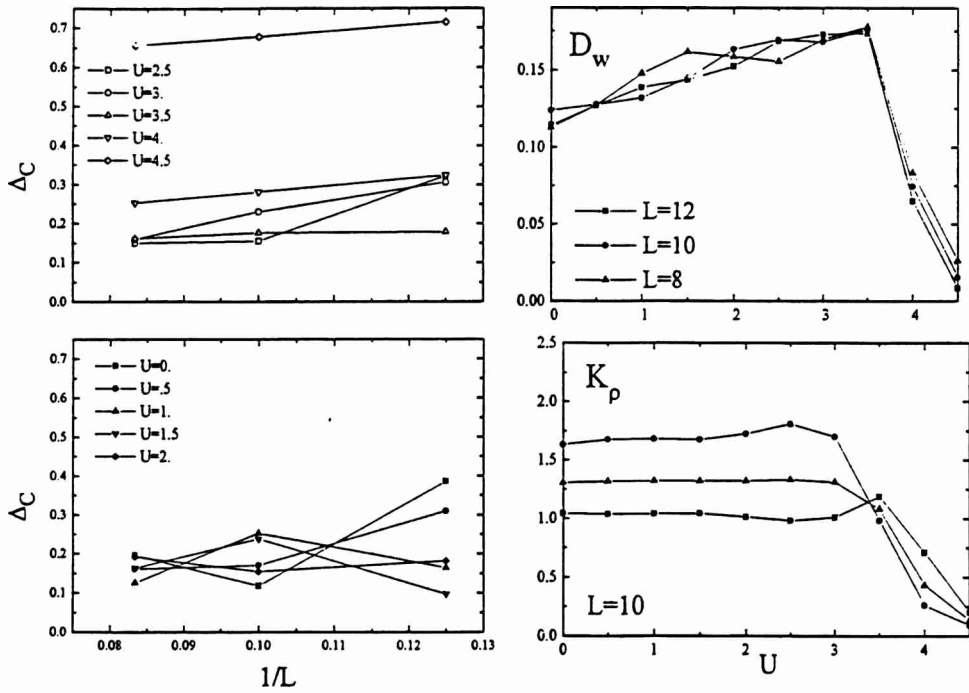 0.7
0.6
0.5
0.4
0.3
0.2
0.1
0.0
Δ_C
U=2.5
U=3.
U=3.5
U=4.
U=4.5
0.15
0.10
0.05
0.00
D_w
L=12
L=10
L=8
0 1 2 3 4
0.7
0.6
0.5
0.4
0.3
0.2
0.1
0.0
Δ_C
U=0.
U=.5
U=1.
U=1.5
U=2.
0.08 0.09 0.10 0.11 0.12 0.13
1/L
2.5
2.0
1.5
1.0
0.5
0.0
K_ρ
L=10
0 1 2 3 4
U